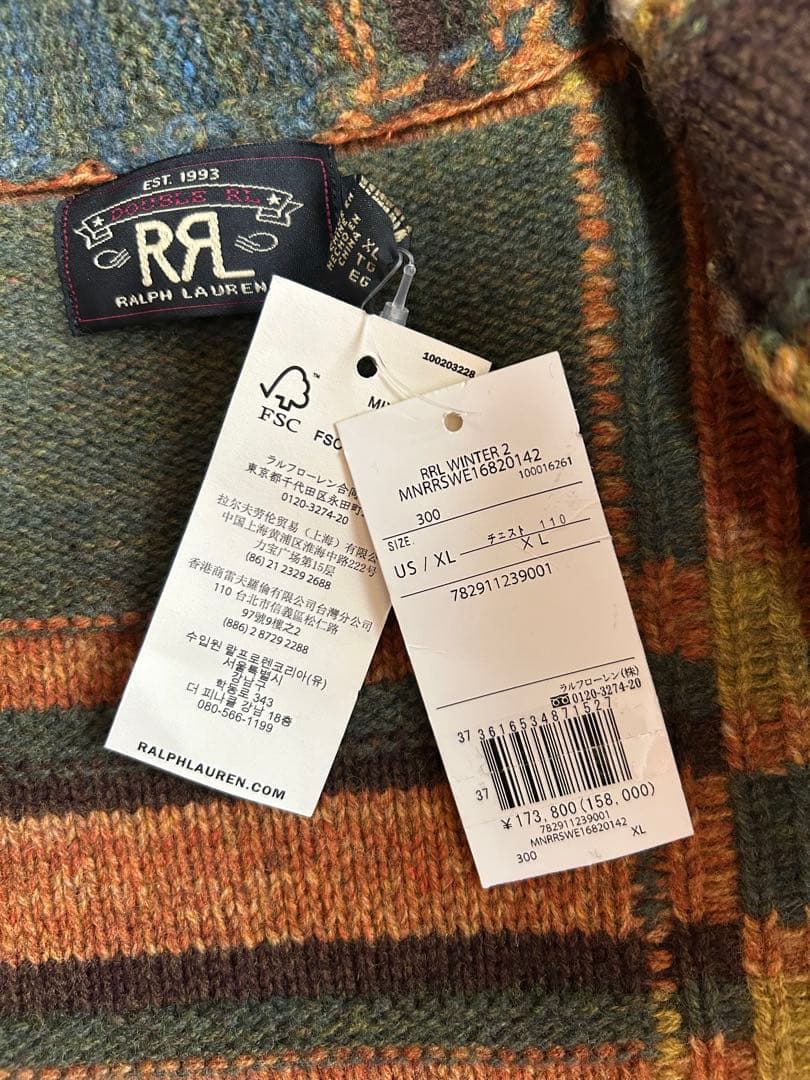 EST. 1993
DOUBLE RL
RRL
RALPH LAUREN
HECHO EN
CHINA
XL
TG
EG
100203228
FSC
FSC
ラルフローレン合同
東京都千代田区永田町
0120-3274-20
拉尔夫劳伦贸易(上海)有限公
中国上海黄浦区淮海中路222号
力宝广场第15层
(86) 21 2329 2688
香港商雷夫羅倫有限公司台灣分公司
110 台北市信義區松仁路
97號9樓之2
(886) 2 8729 2288
수입원 랄프로렌코리아(유)
서울특별시
강남구
학동로 343
더 피나클 강남 18층
080-566-1199
RALPHLAUREN.COM
RRL WINTER 2
MNRRSWE16820142
100016261
300
SIZE.
US / XL
チェスト 110
XL
782911239001
ラルフローレン(株)
0120-3274-20
37 3616534871527
37
¥173,800(158,000)
782911239001
MNRRSWE16820142
300
XL